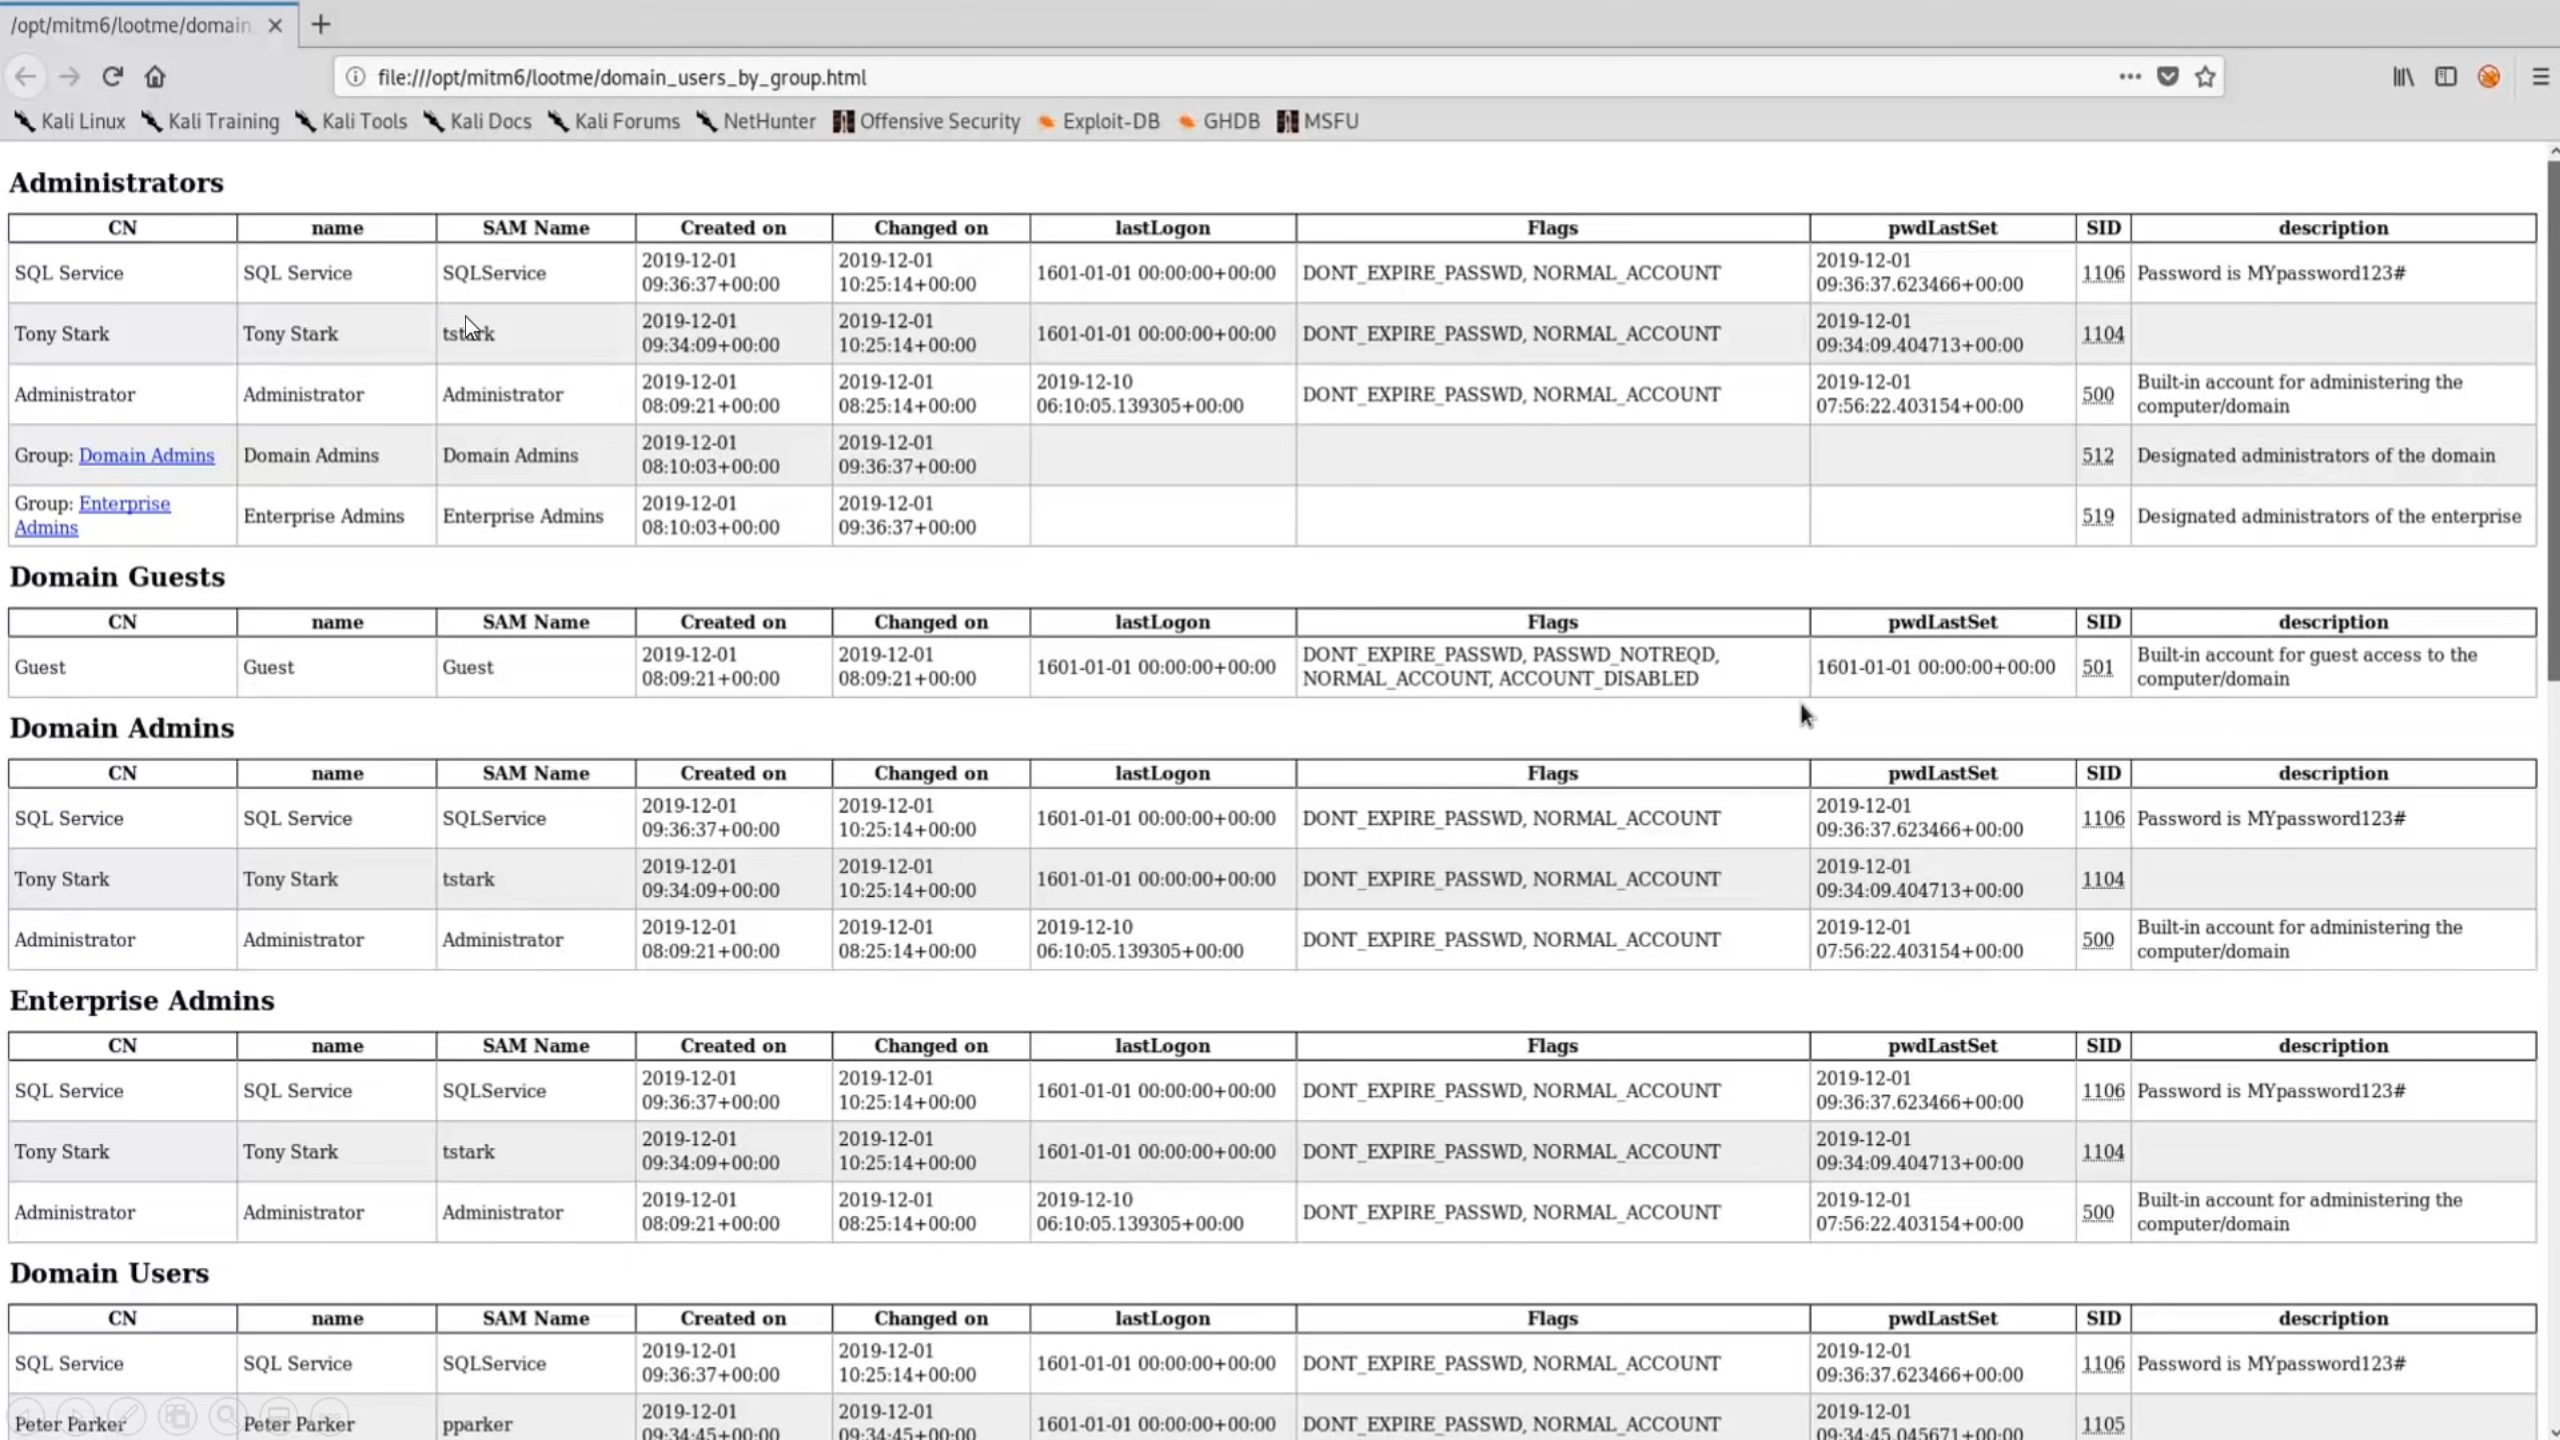 /opt/mitm6/lootme/domain
file:///opt/mitm6/lootme/domain_users_by_group.html
Kali Linux Kali Training Kali Tools Kali Docs Kali Forums NetHunter Offensive Security Exploit-DB GHDB MSFU
Administrators
CN name SAM Name Created on Changed on lastLogon Flags pwdLastSet SID description
SQL Service SQL Service SQLService 2019-12-01 09:36:37+00:00 2019-12-01 10:25:14+00:00 1601-01-01 00:00:00+00:00 DONT_EXPIRE_PASSWD, NORMAL_ACCOUNT 2019-12-01 09:36:37.623466+00:00 1106 Password is MYpassword123#
Tony Stark Tony Stark tstark 2019-12-01 09:34:09+00:00 2019-12-01 10:25:14+00:00 1601-01-01 00:00:00+00:00 DONT_EXPIRE_PASSWD, NORMAL_ACCOUNT 2019-12-01 09:34:09.404713+00:00 1104
Administrator Administrator Administrator 2019-12-01 08:09:21+00:00 2019-12-01 08:25:14+00:00 2019-12-10 06:10:05.139305+00:00 DONT_EXPIRE_PASSWD, NORMAL_ACCOUNT 2019-12-01 07:56:22.403154+00:00 500 Built-in account for administering the computer/domain
Group: Domain Admins Domain Admins Domain Admins 2019-12-01 08:10:03+00:00 2019-12-01 09:36:37+00:00 512 Designated administrators of the domain
Group: Enterprise Admins Enterprise Admins Enterprise Admins 2019-12-01 08:10:03+00:00 2019-12-01 09:36:37+00:00 519 Designated administrators of the enterprise
Domain Guests
CN name SAM Name Created on Changed on lastLogon Flags pwdLastSet SID description
Guest Guest Guest 2019-12-01 08:09:21+00:00 2019-12-01 08:09:21+00:00 1601-01-01 00:00:00+00:00 DONT_EXPIRE_PASSWD, PASSWD_NOTREQD, NORMAL_ACCOUNT, ACCOUNT_DISABLED 1601-01-01 00:00:00+00:00 501 Built-in account for guest access to the computer/domain
Domain Admins
CN name SAM Name Created on Changed on lastLogon Flags pwdLastSet SID description
SQL Service SQL Service SQLService 2019-12-01 09:36:37+00:00 2019-12-01 10:25:14+00:00 1601-01-01 00:00:00+00:00 DONT_EXPIRE_PASSWD, NORMAL_ACCOUNT 2019-12-01 09:36:37.623466+00:00 1106 Password is MYpassword123#
Tony Stark Tony Stark tstark 2019-12-01 09:34:09+00:00 2019-12-01 10:25:14+00:00 1601-01-01 00:00:00+00:00 DONT_EXPIRE_PASSWD, NORMAL_ACCOUNT 2019-12-01 09:34:09.404713+00:00 1104
Administrator Administrator Administrator 2019-12-01 08:09:21+00:00 2019-12-01 08:25:14+00:00 2019-12-10 06:10:05.139305+00:00 DONT_EXPIRE_PASSWD, NORMAL_ACCOUNT 2019-12-01 07:56:22.403154+00:00 500 Built-in account for administering the computer/domain
Enterprise Admins
CN name SAM Name Created on Changed on lastLogon Flags pwdLastSet SID description
SQL Service SQL Service SQLService 2019-12-01 09:36:37+00:00 2019-12-01 10:25:14+00:00 1601-01-01 00:00:00+00:00 DONT_EXPIRE_PASSWD, NORMAL_ACCOUNT 2019-12-01 09:36:37.623466+00:00 1106 Password is MYpassword123#
Tony Stark Tony Stark tstark 2019-12-01 09:34:09+00:00 2019-12-01 10:25:14+00:00 1601-01-01 00:00:00+00:00 DONT_EXPIRE_PASSWD, NORMAL_ACCOUNT 2019-12-01 09:34:09.404713+00:00 1104
Administrator Administrator Administrator 2019-12-01 08:09:21+00:00 2019-12-01 08:25:14+00:00 2019-12-10 06:10:05.139305+00:00 DONT_EXPIRE_PASSWD, NORMAL_ACCOUNT 2019-12-01 07:56:22.403154+00:00 500 Built-in account for administering the computer/domain
Domain Users
CN name SAM Name Created on Changed on lastLogon Flags pwdLastSet SID description
SQL Service SQL Service SQLService 2019-12-01 09:36:37+00:00 2019-12-01 10:25:14+00:00 1601-01-01 00:00:00+00:00 DONT_EXPIRE_PASSWD, NORMAL_ACCOUNT 2019-12-01 09:36:37.623466+00:00 1106 Password is MYpassword123#
Peter Parker Peter Parker pparker 2019-12-01 09:34:45+00:00 2019-12-01 09:34:45+00:00 1601-01-01 00:00:00+00:00 DONT_EXPIRE_PASSWD, NORMAL_ACCOUNT 2019-12-01 09:34:45.045671+00:00 1105